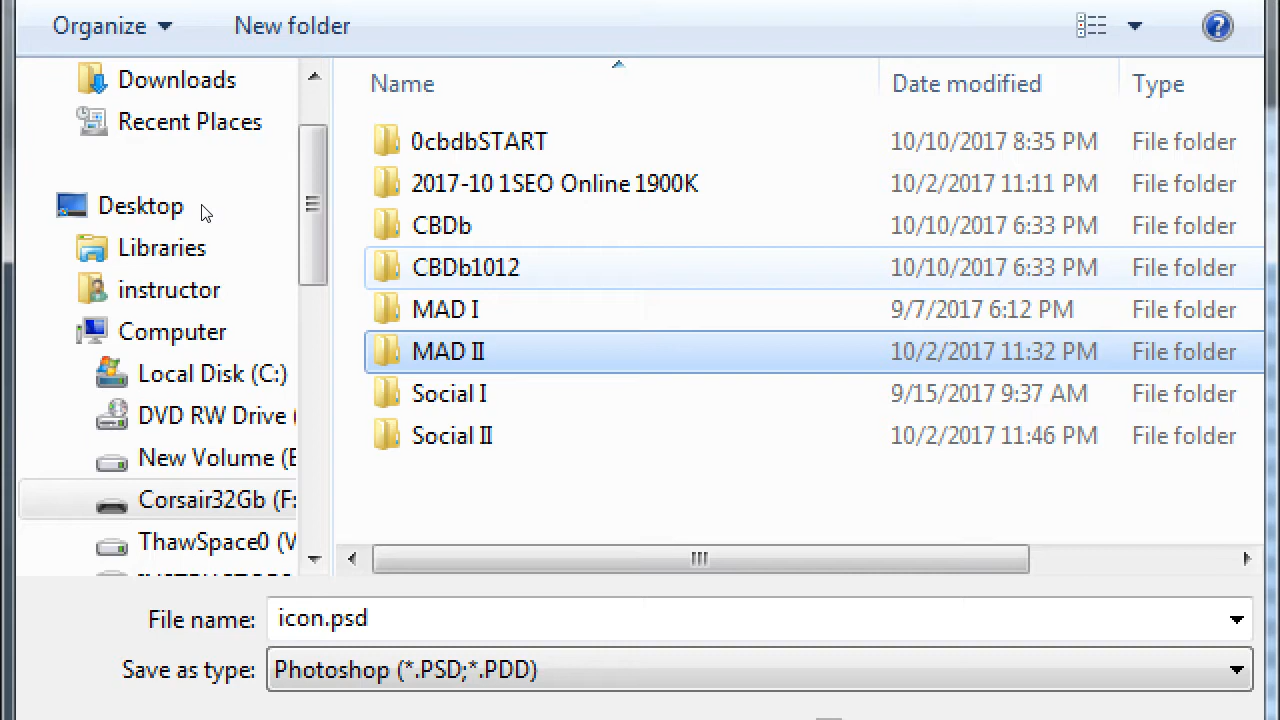 Organize New folder
Downloads
Recent Places
Desktop
Libraries
instructor
Computer
Local Disk (C:)
DVD RW Drive (
New Volume (E
Corsair32Gb (F:
ThawSpace0 (V
Name Date modified Type
0cbdbSTART 10/10/2017 8:35 PM File folder
2017-10 1SEO Online 1900K 10/2/2017 11:11 PM File folder
CBDb 10/10/2017 6:33 PM File folder
CBDb1012 10/10/2017 6:33 PM File folder
MAD I 9/7/2017 6:12 PM File folder
MAD II 10/2/2017 11:32 PM File folder
Social I 9/15/2017 9:37 AM File folder
Social II 10/2/2017 11:46 PM File folder
File name: icon.psd
Save as type: Photoshop (*.PSD;*.PDD)